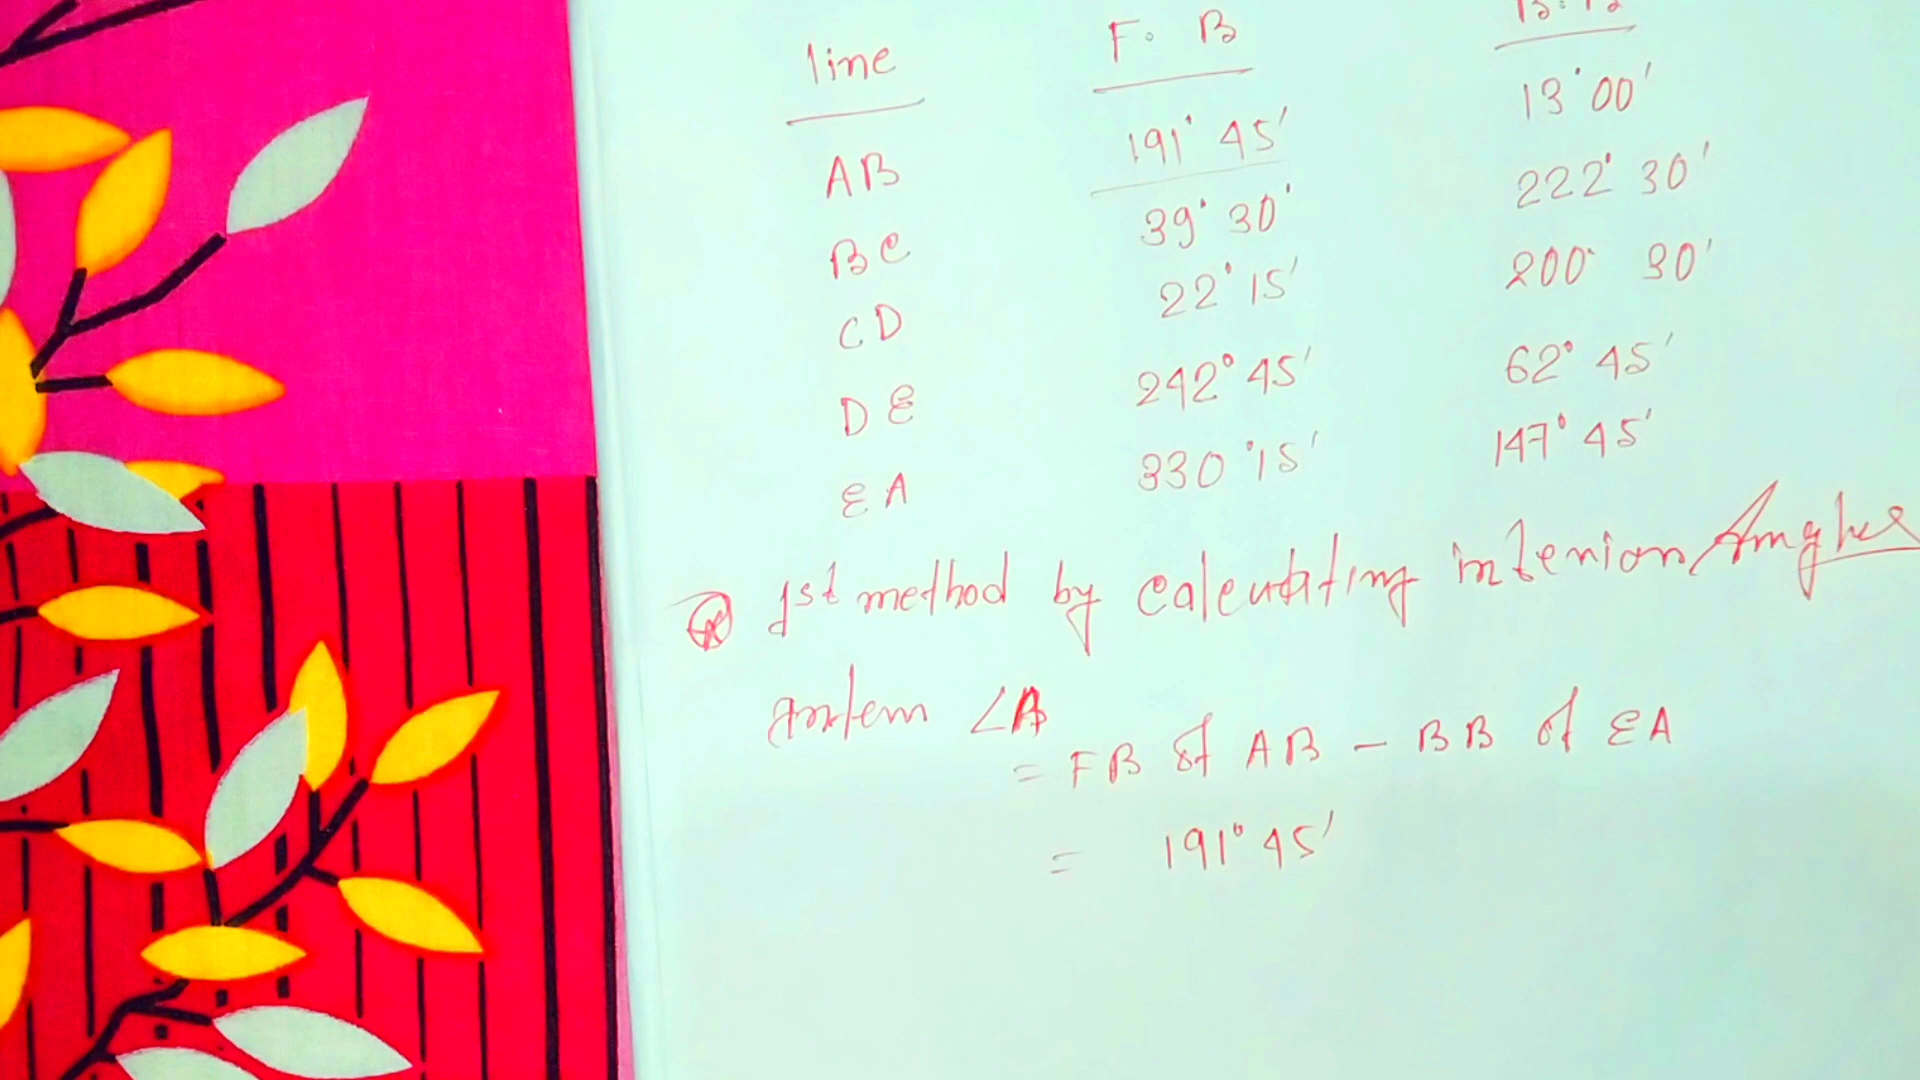 line F. B B.B
AB 191° 45' 13° 00'
BC 39° 30' 222° 30'
CD 22° 15' 200° 30'
DE 242° 45' 62° 45'
EA 330° 15' 147° 45'
1st method by calculating interior Angles
∠A
= FB of AB - BB of EA
= 191° 45'